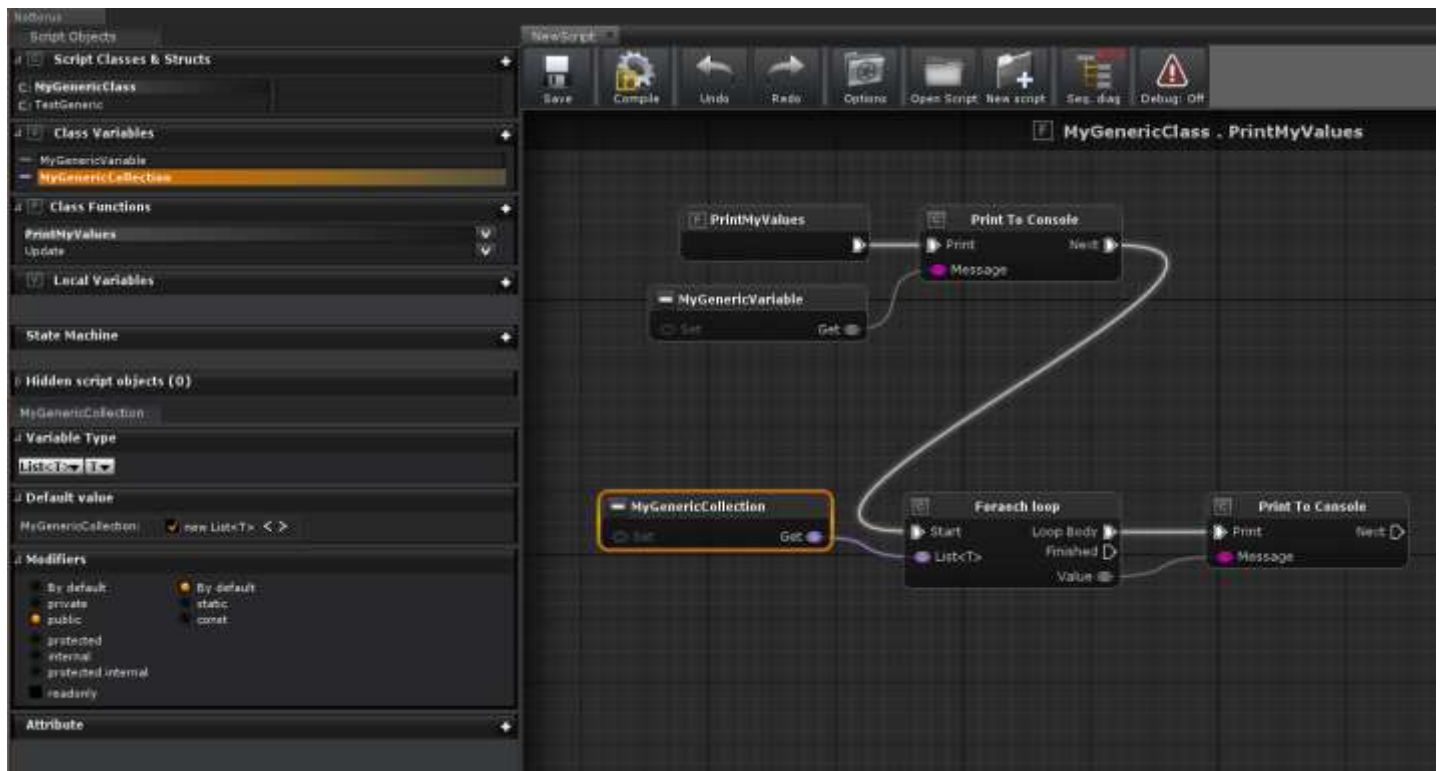 Script Objects
Script Classes & Structs
C: MyGenericClass
C: TestGeneric
Class Variables
MyGenericVariable
MyGenericCollection
Class Functions
PrintMyValues
Update
Local Variables
State Machine
Hidden script objects (0)
MyGenericCollection
Variable Type
List<T> T
Default value
MyGenericCollection: new List<T> < >
Modifiers
By default By default
private static
public const
protected
internal
protected internal
readonly
Attribute
NewScript
Save Compile Undo Redo Options Open Script New script Seq. diag Debug: Off
F MyGenericClass . PrintMyValues
F PrintMyValues
C Print To Console
Print Next
Message
MyGenericVariable
Set Get
MyGenericCollection
Set Get
C Foraech loop
Start Loop Body
List<T> Finished
Value
C Print To Console
Print Next
Message